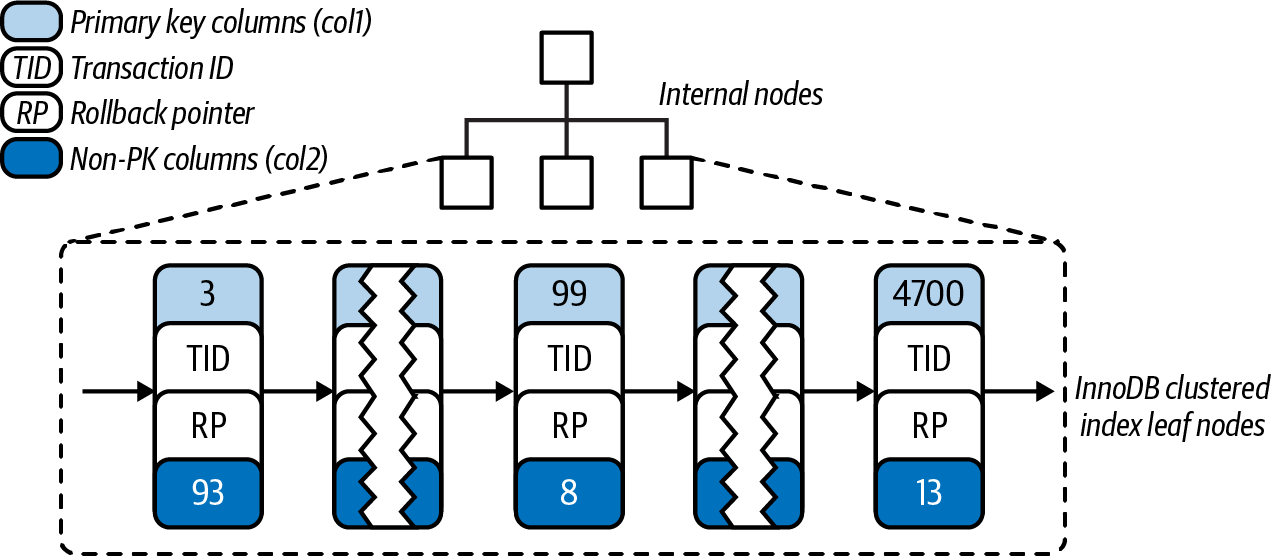 Primary key columns (col1)
TID Transaction ID
RP Rollback pointer
Non-PK columns (col2)
Internal nodes
3 99 4700
TID TID TID
RP RP RP
93 8 13
InnoDB clustered
index leaf nodes